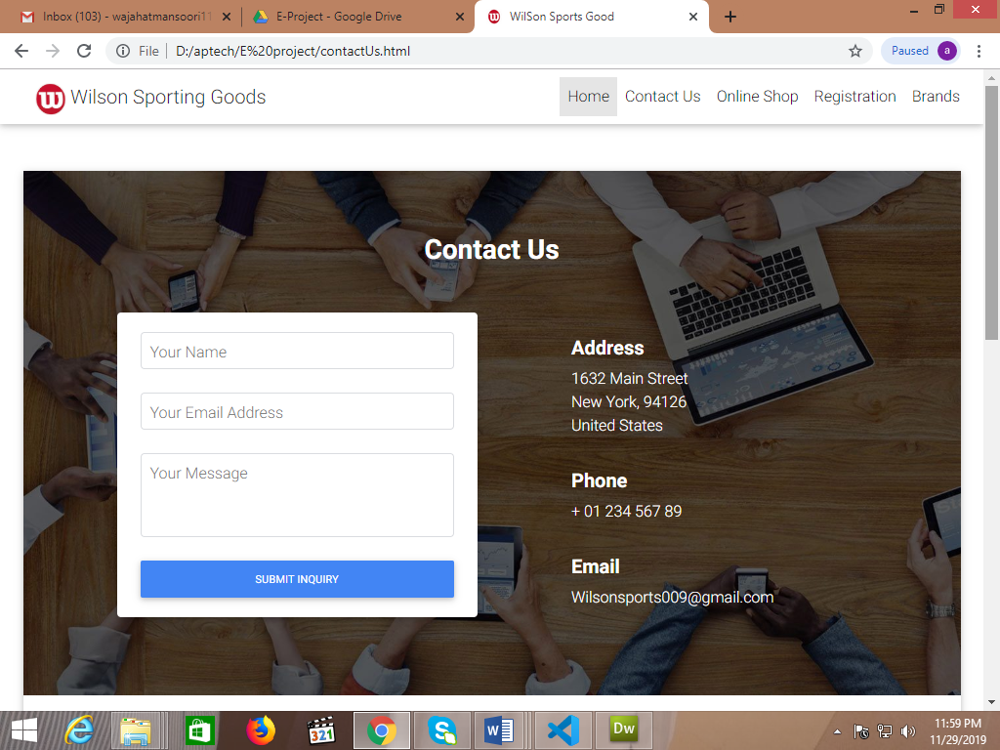 Inbox (103) - wajahatmansoori11
E-Project - Google Drive
WilSon Sports Good
File
D:/aptech/E%20project/contactUs.html
Paused
a
Wilson Sporting Goods
Home
Contact Us
Online Shop
Registration
Brands
Contact Us
Your Name
Your Email Address
Your Message
SUBMIT INQUIRY
Address
1632 Main Street
New York, 94126
United States
Phone
+ 01 234 567 89
Email
Wilsonsports009@gmail.com
321
Dw
11:59 PM
11/29/2019